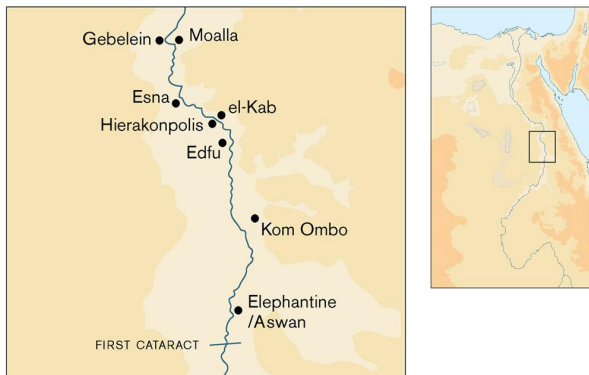 Gebelein
Moalla
Esna
el-Kab
Hierakonpolis
Edfu
Kom Ombo
Elephantine
/Aswan
FIRST CATARACT